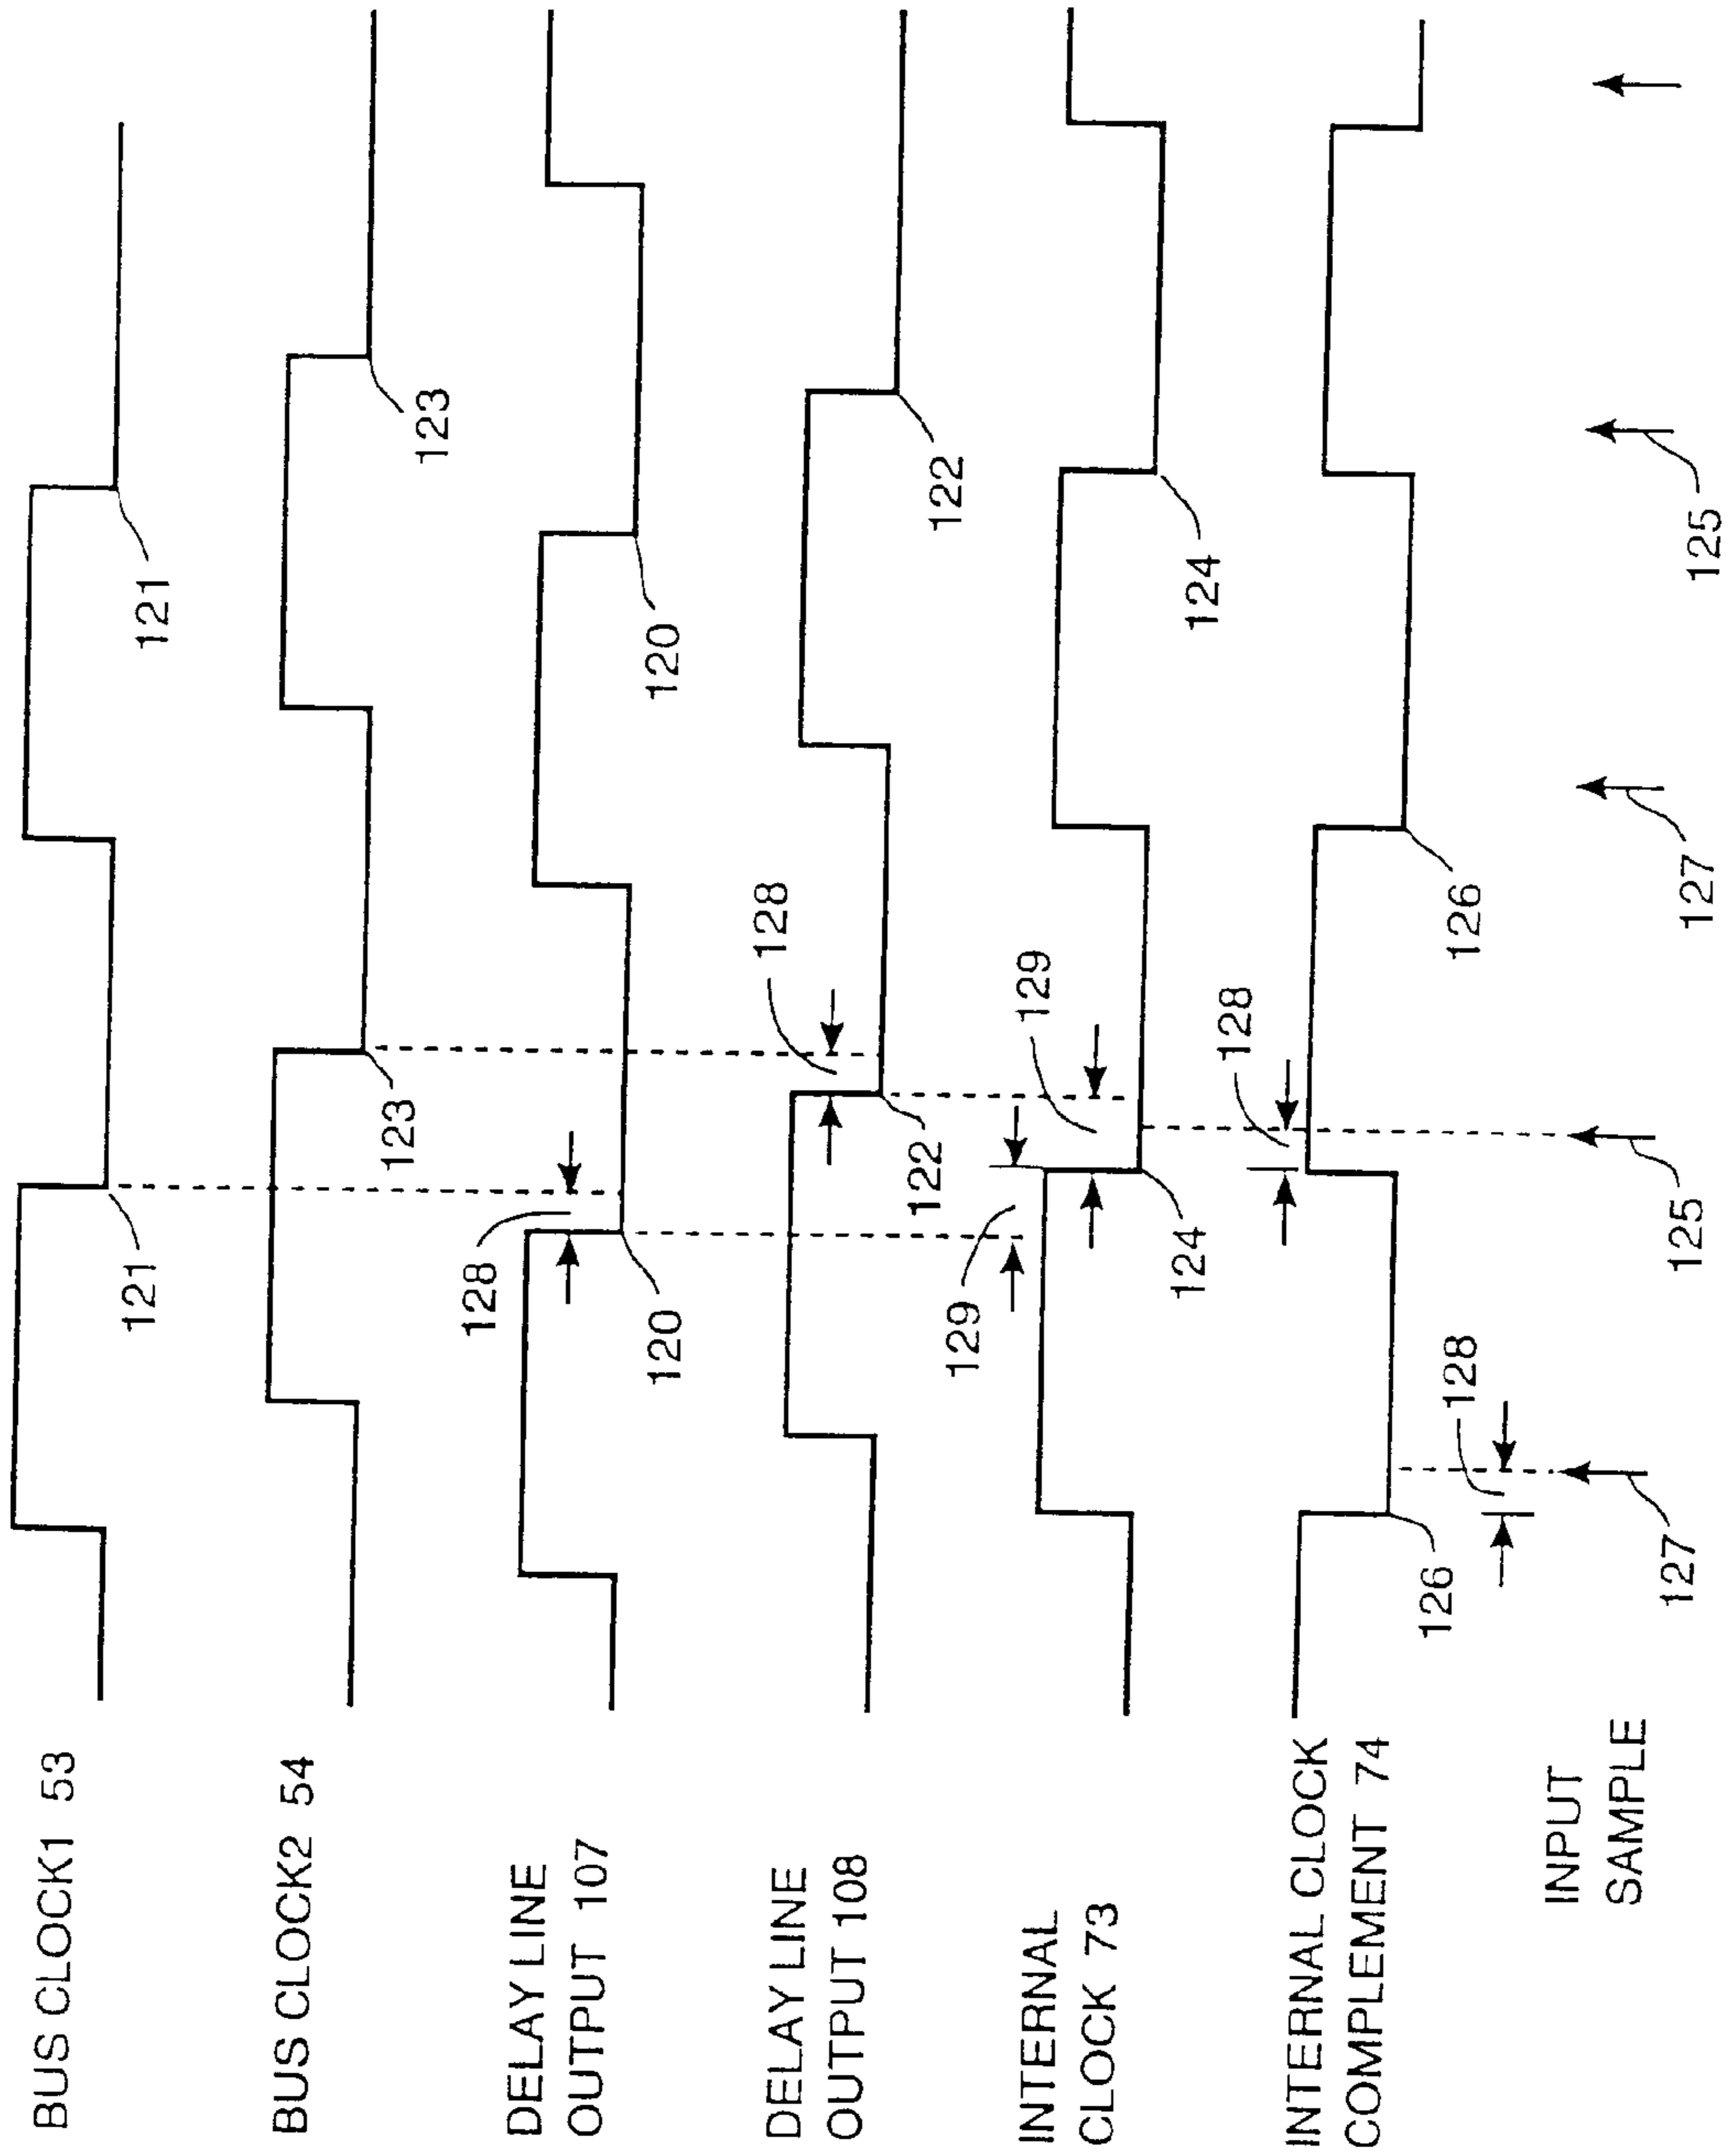 BUS CLOCK1 53
121
121
BUS CLOCK2 54
123
123
DELAY LINE
OUTPUT 107
128
120
120
DELAY LINE
OUTPUT 108
128
122
122
INTERNAL
CLOCK 73
129
129
124
124
INTERNAL CLOCK
COMPLEMENT 74
128
126
126
128
INPUT
SAMPLE
127
125
127
125